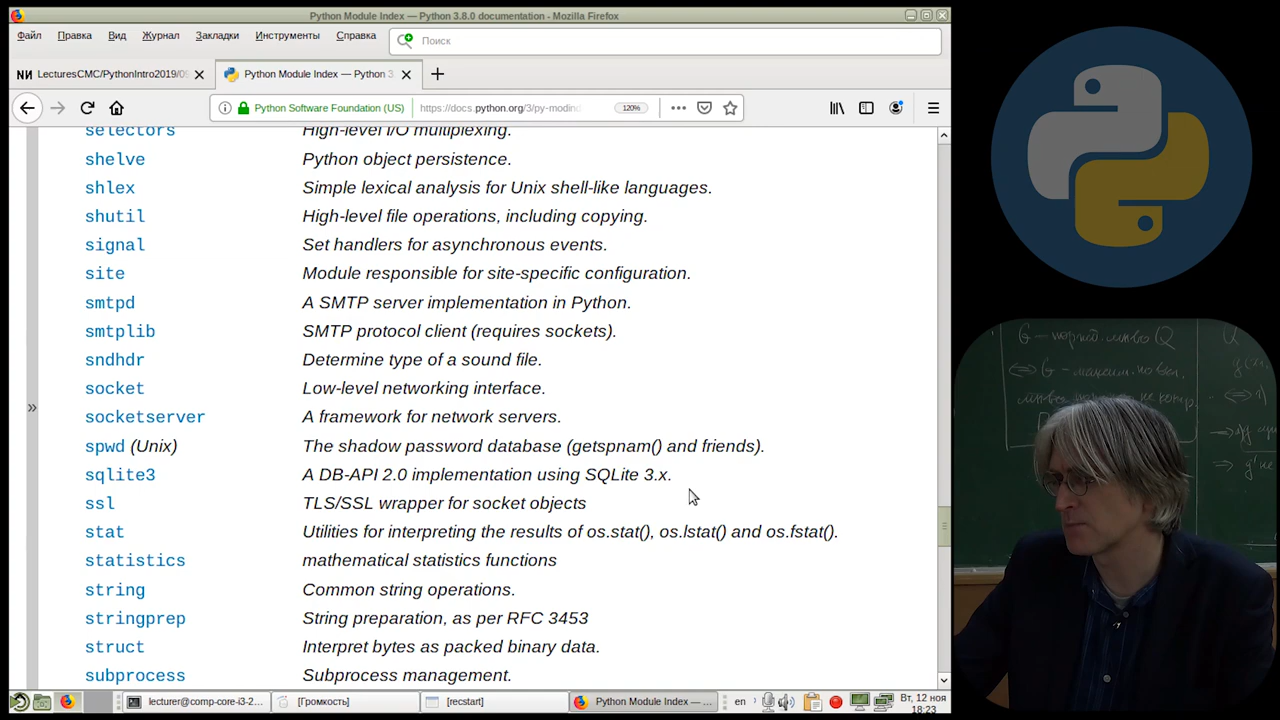 Python Module Index — Python 3.8.0 documentation - Mozilla Firefox
Файл Правка Вид Журнал Закладки Инструменты Справка Поиск
LecturesCMC/PythonIntro2019/09 Python Module Index — Python 3
Python Software Foundation (US) https://docs.python.org/3/py-modind 120%
selectors High-level I/O multiplexing.
shelve Python object persistence.
shlex Simple lexical analysis for Unix shell-like languages.
shutil High-level file operations, including copying.
signal Set handlers for asynchronous events.
site Module responsible for site-specific configuration.
smtpd A SMTP server implementation in Python.
smtplib SMTP protocol client (requires sockets).
sndhdr Determine type of a sound file.
socket Low-level networking interface.
socketserver A framework for network servers.
spwd (Unix) The shadow password database (getspnam() and friends).
sqlite3 A DB-API 2.0 implementation using SQLite 3.x.
ssl TLS/SSL wrapper for socket objects
stat Utilities for interpreting the results of os.stat(), os.lstat() and os.fstat().
statistics mathematical statistics functions
string Common string operations.
stringprep String preparation, as per RFC 3453
struct Interpret bytes as packed binary data.
subprocess Subprocess management.
lecturer@comp-core-i3-2... [Громкость] [recstart] Python Module Index — ... en Вт, 12 ноя
18:23